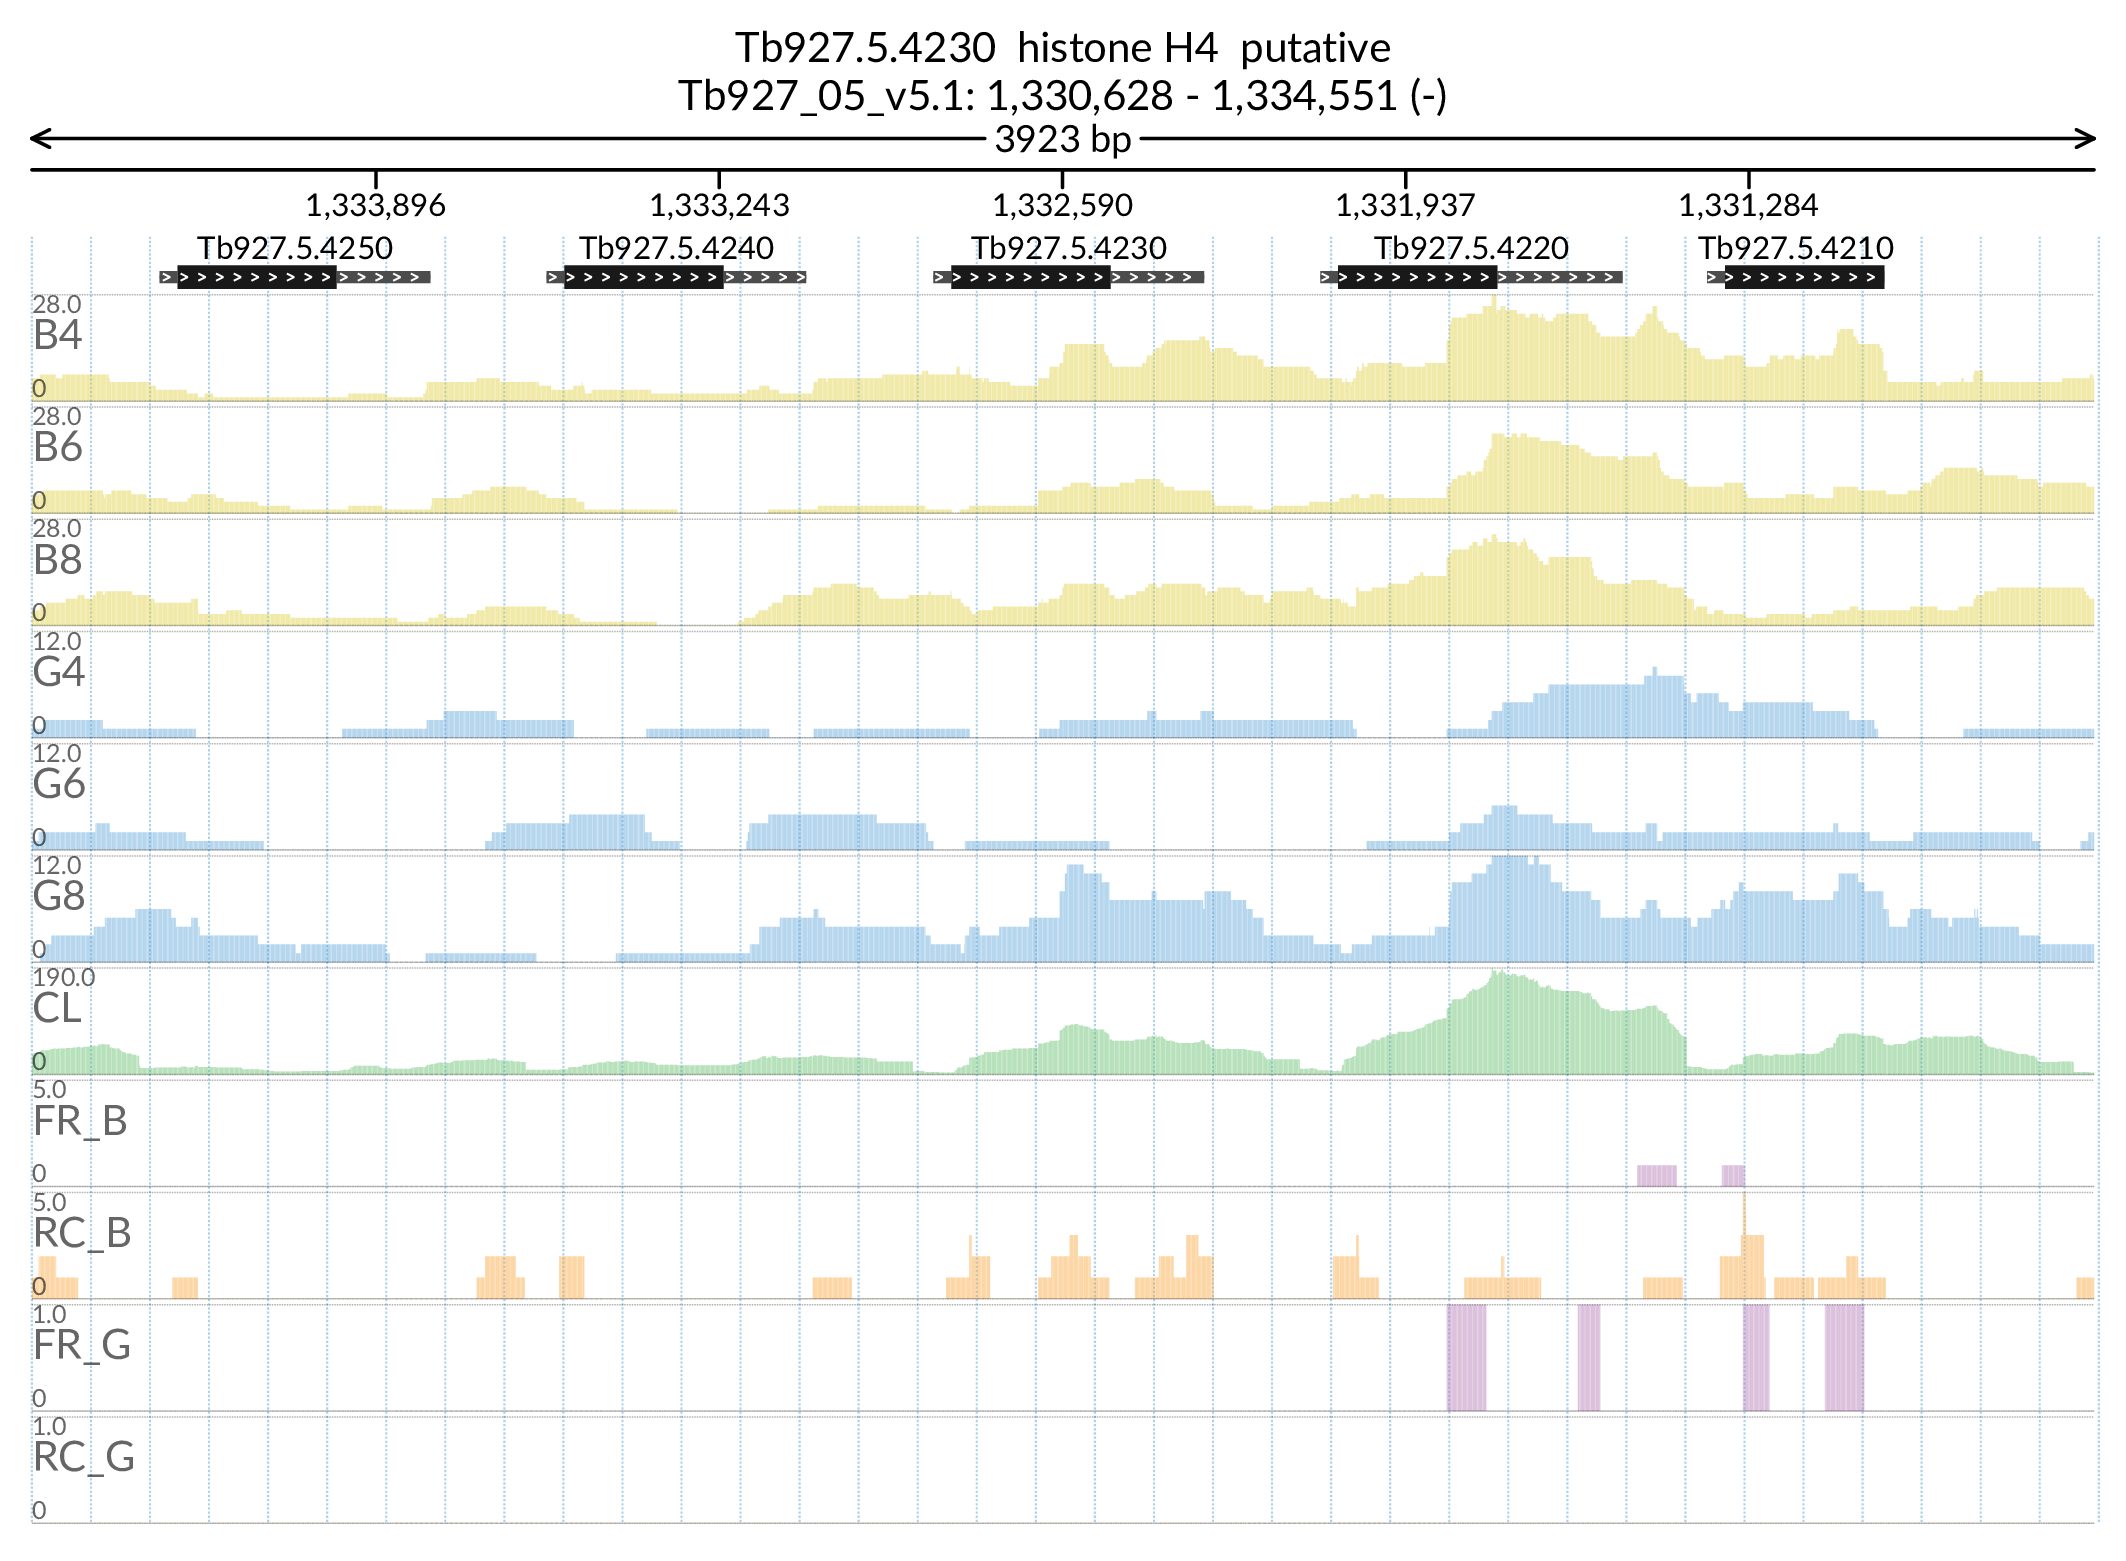 Tb927.5.4230 histone H4 putative
Tb927_05_v5.1: 1,330,628 - 1,334,551 (-)
3923 bp
1,333,896 1,333,243 1,332,590 1,331,937 1,331,284
Tb927.5.4250 Tb927.5.4240 Tb927.5.4230 Tb927.5.4220 Tb927.5.4210
28.0
B4
0
28.0
B6
0
28.0
B8
0
12.0
G4
0
12.0
G6
0
12.0
G8
0
190.0
CL
0
5.0
FR_B
0
5.0
RC_B
0
1.0
FR_G
0
1.0
RC_G
0